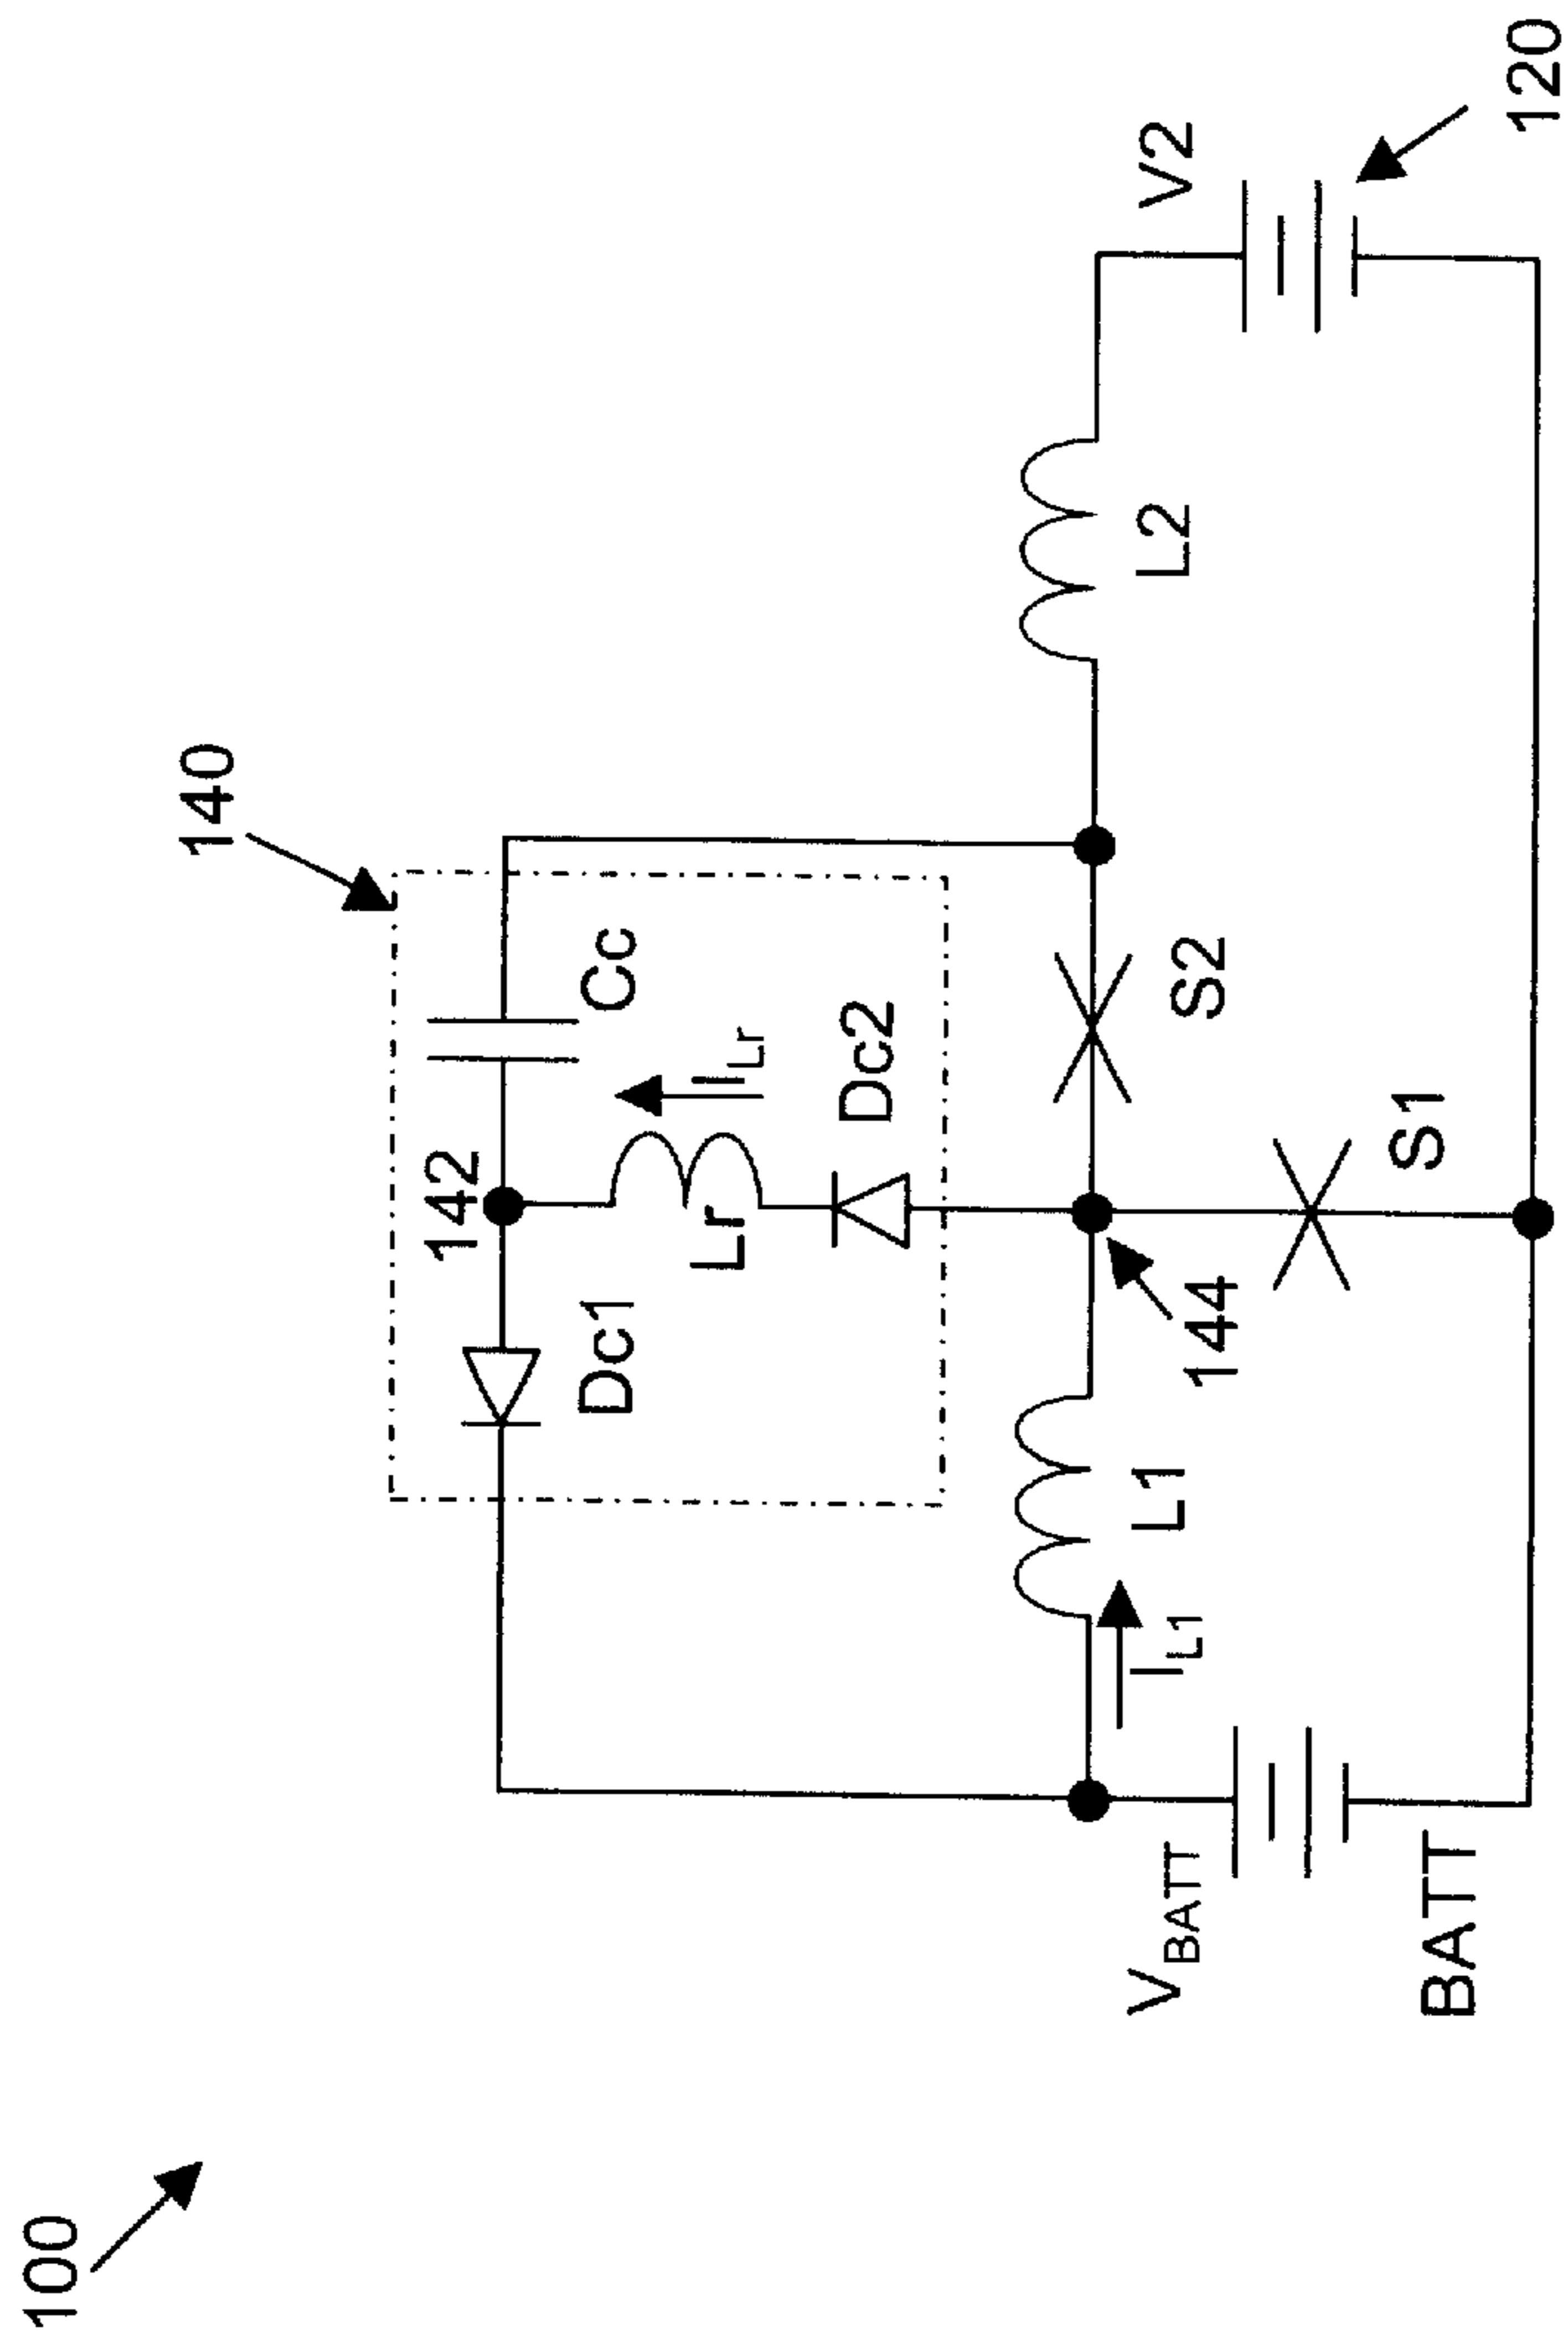 100
140
142
Cc
Dc1
Lr
I_Lr
Dc2
V_BATT
I_L1
L1
144
S2
L2
V2
BATT
S1
120